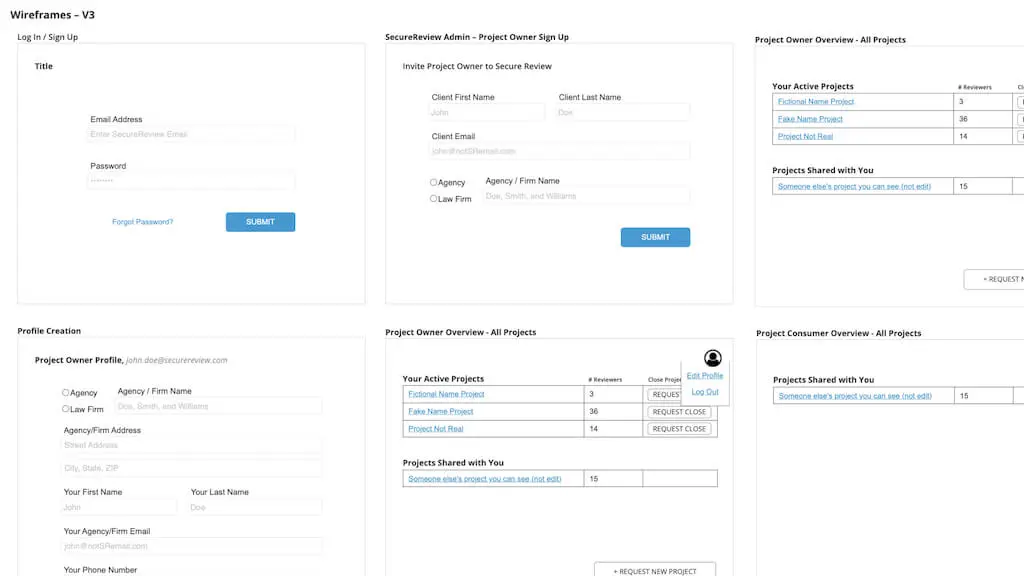 Wireframes – V3
Log In / Sign Up
Title
Email Address
Enter SecureReview Email
Password
********
Forgot Password?
SUBMIT
SecureReview Admin – Project Owner Sign Up
Invite Project Owner to Secure Review
Client First Name
Client Last Name
John
Doe
Client Email
john@notSRemail.com
Agency
Law Firm
Agency / Firm Name
Doe, Smith, and Williams
SUBMIT
Project Owner Overview - All Projects
Your Active Projects
# Reviewers
Fictional Name Project
3
Fake Name Project
36
Project Not Real
14
Projects Shared with You
Someone else's project you can see (not edit)
15
+ REQUEST
Profile Creation
Project Owner Profile, john.doe@securereview.com
Agency
Law Firm
Agency / Firm Name
Doe, Smith, and Williams
Agency/Firm Address
Street Address
City, State, ZIP
Your First Name
Your Last Name
John
Doe
Your Agency/Firm Email
john@notSRemail.com
Your Phone Number
Project Owner Overview - All Projects
Edit Profile
Log Out
Your Active Projects
# Reviewers
Close
Fictional Name Project
3
Fake Name Project
36
REQUEST CLOSE
Project Not Real
14
REQUEST CLOSE
Projects Shared with You
Someone else's project you can see (not edit)
15
+ REQUEST NEW PROJECT
Project Consumer Overview - All Projects
Projects Shared with You
Someone else's project you can see (not edit)
15